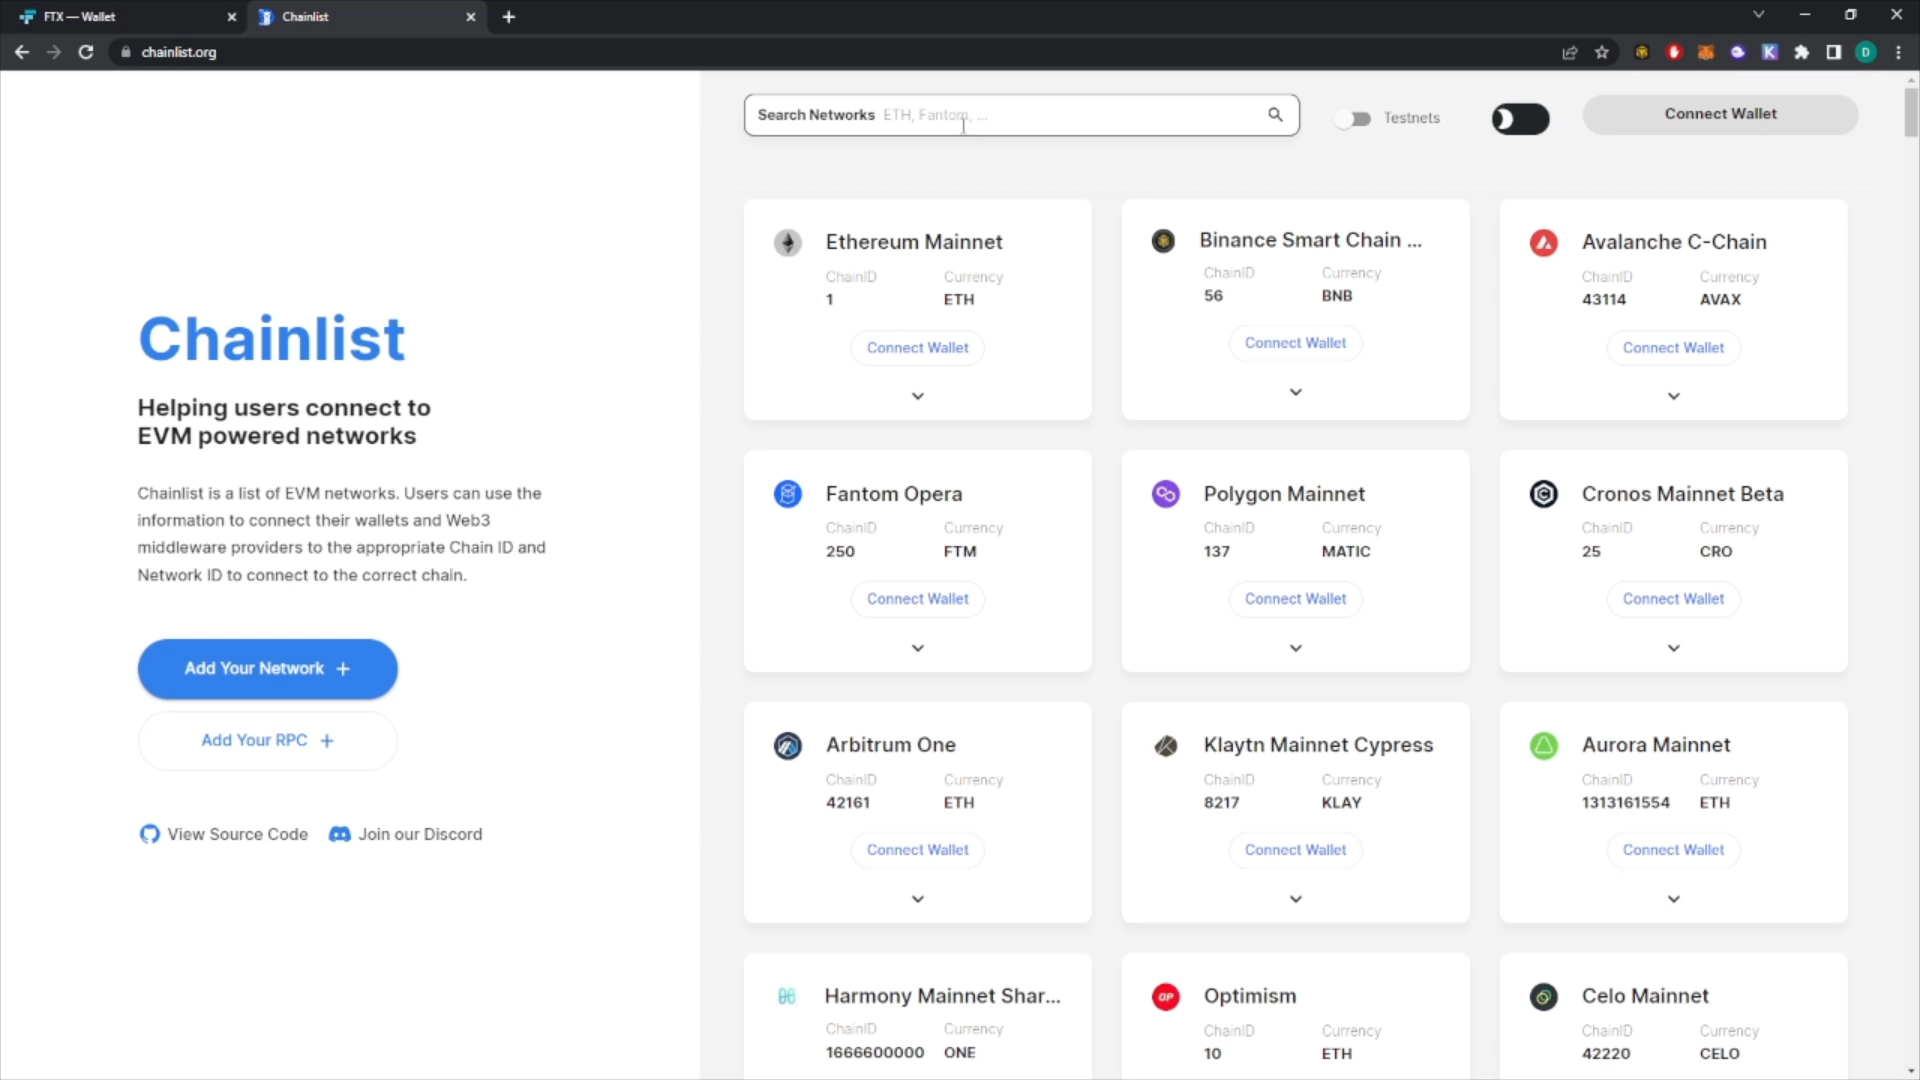 FTX — Wallet
Chainlist
chainlist.org
D
Search Networks ETH, Fantom, ...
Testnets
Connect Wallet
Chainlist
Helping users connect to
EVM powered networks
Chainlist is a list of EVM networks. Users can use the
information to connect their wallets and Web3
middleware providers to the appropriate Chain ID and
Network ID to connect to the correct chain.
Add Your Network +
Add Your RPC +
View Source Code
Join our Discord
Ethereum Mainnet
ChainID Currency
1 ETH
Connect Wallet
Binance Smart Chain ...
ChainID Currency
56 BNB
Connect Wallet
Avalanche C-Chain
ChainID Currency
43114 AVAX
Connect Wallet
Fantom Opera
ChainID Currency
250 FTM
Connect Wallet
Polygon Mainnet
ChainID Currency
137 MATIC
Connect Wallet
Cronos Mainnet Beta
ChainID Currency
25 CRO
Connect Wallet
Arbitrum One
ChainID Currency
42161 ETH
Connect Wallet
Klaytn Mainnet Cypress
ChainID Currency
8217 KLAY
Connect Wallet
Aurora Mainnet
ChainID Currency
1313161554 ETH
Connect Wallet
Harmony Mainnet Shar...
ChainID Currency
1666600000 ONE
OP
Optimism
ChainID Currency
10 ETH
Celo Mainnet
ChainID Currency
42220 CELO